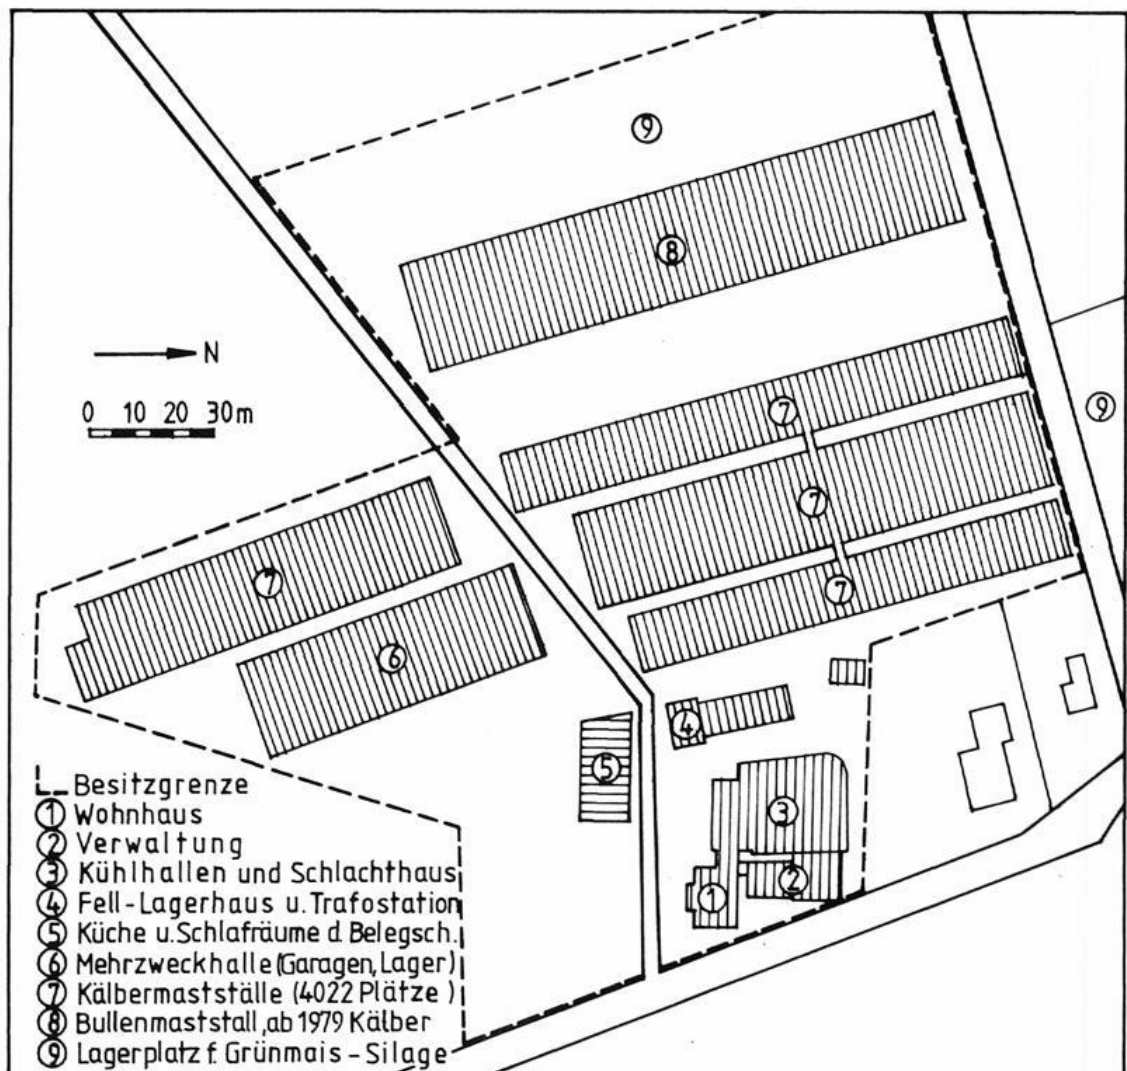 9
8
N
7
0 10 20 30m
9
7
7
7
6
4
5
3
2
1
Besitzgrenze
1 Wohnhaus
2 Verwaltung
3 Kühlhallen und Schlachthaus
4 Fell-Lagerhaus u. Trafostation
5 Küche u. Schlafräume d Belegsch.
6 Mehrzweckhalle (Garagen, Lager)
7 Kälbermastställe (4022 Plätze)
8 Bullenmaststall, ab 1979 Kälber
9 Lagerplatz f. Grünmais-Silage